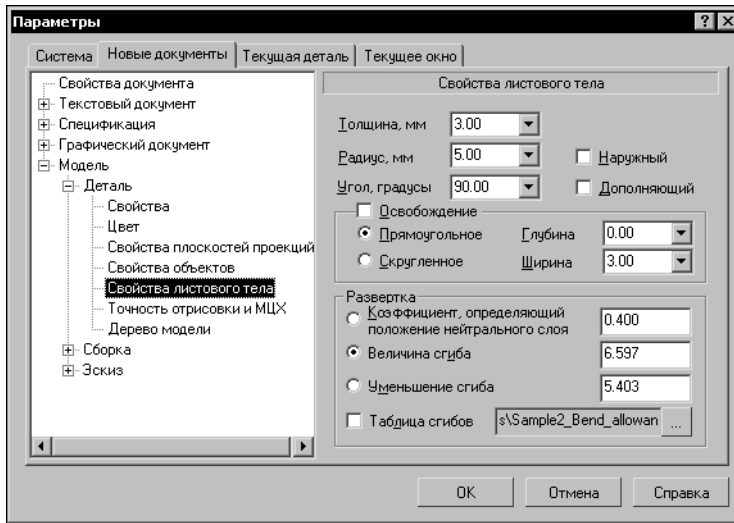 Параметры
Система Новые документы Текущая деталь Текущее окно
Свойства документа
Текстовый документ
Спецификация
Графический документ
Модель
Деталь
Свойства
Цвет
Свойства плоскостей проекций
Свойства объектов
Свойства листового тела
Точность отрисовки и МЦХ
Дерево модели
Сборка
Эскиз
Свойства листового тела
Толщина, мм 3.00
Радиус, мм 5.00 Наружный
Угол, градусы 90.00 Дополняющий
Освобождение
Прямоугольное Глубина 0.00
Скругленное Ширина 3.00
Развертка
Коэффициент, определяющий
положение нейтрального слоя 0.400
Величина сгиба 6.597
Уменьшение сгиба 5.403
Таблица сгибов s\Sample2_Bend_allowan ...
OK Отмена Справка